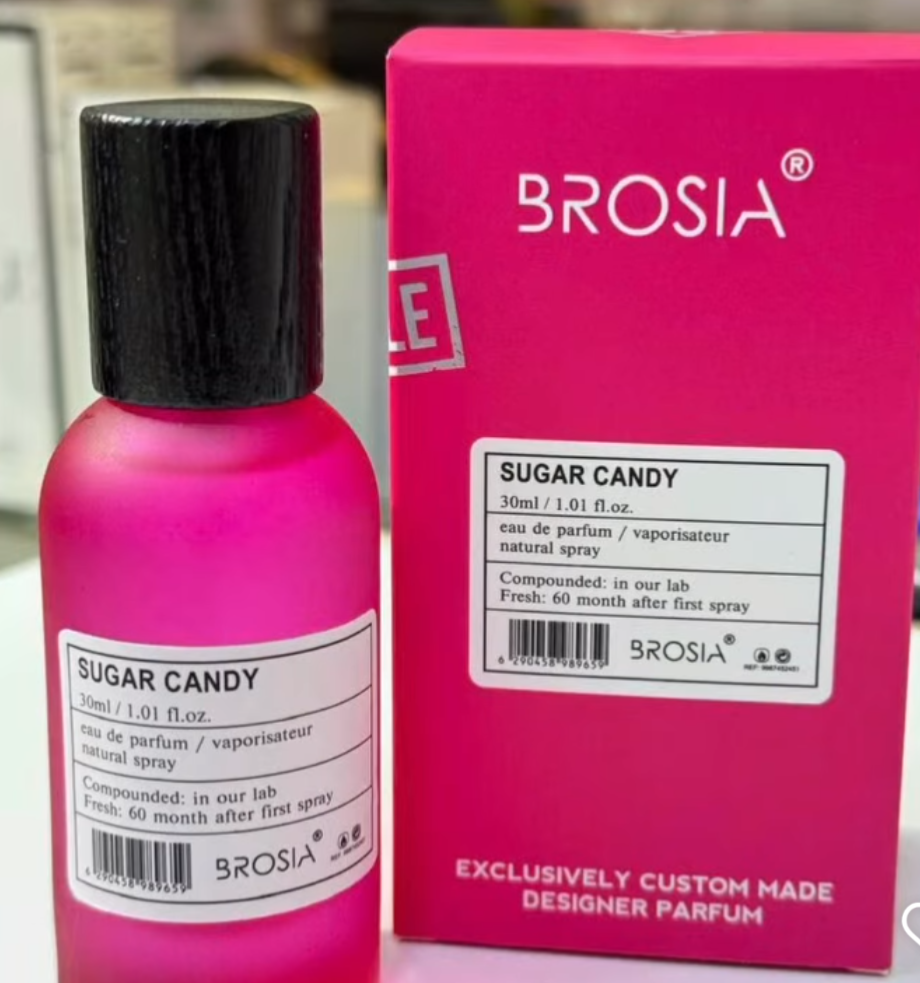 SUGAR CANDY
30ml / 1.01 fl.oz.
eau de parfum / vaporisateur
natural spray
Compounded: in our lab
Fresh: 60 month after first spray
6 290458 989659
BROSIA®
BROSIA®
LE
SUGAR CANDY
30ml / 1.01 fl.oz.
eau de parfum / vaporisateur
natural spray
Compounded: in our lab
Fresh: 60 month after first spray
6 290458 989659
BROSIA®
EXCLUSIVELY CUSTOM MADE
DESIGNER PARFUM